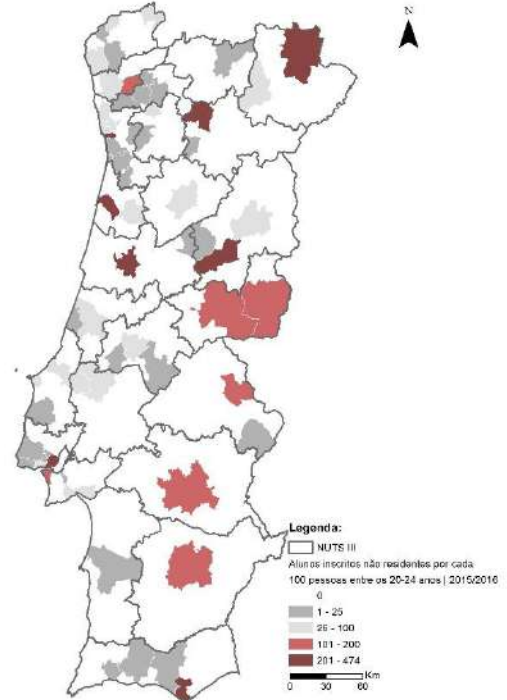 N
Legenda:
NUTS III
Alunos inscritos não residentes por cada
100 pessoas entre os 20-24 anos | 2015/2016
0
1 - 25
26 - 100
101 - 200
201 - 474
Km
0 30 60